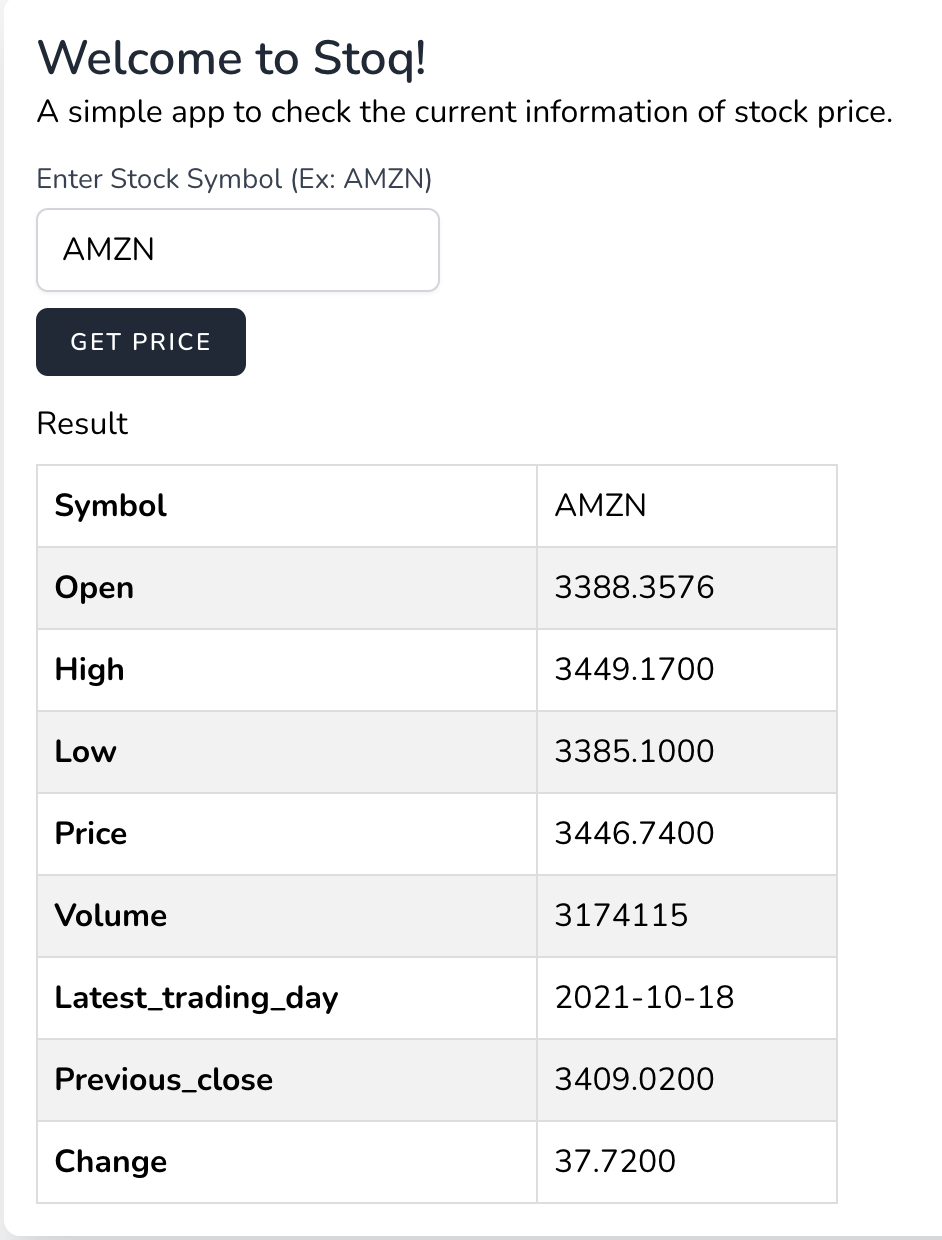 Welcome to Stoq!
A simple app to check the current information of stock price.
Enter Stock Symbol (Ex: AMZN)
AMZN
GET PRICE
Result
Symbol AMZN
Open 3388.3576
High 3449.1700
Low 3385.1000
Price 3446.7400
Volume 3174115
Latest_trading_day 2021-10-18
Previous_close 3409.0200
Change 37.7200